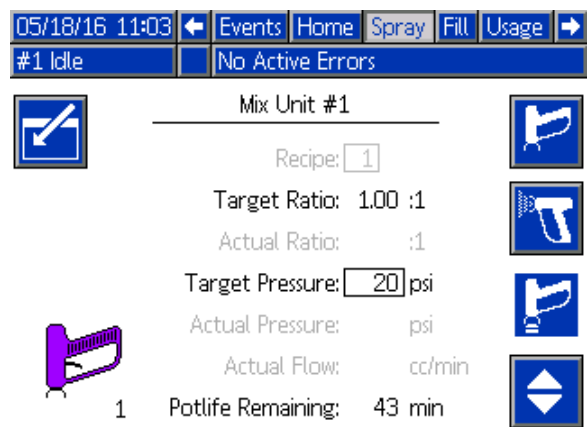 05/18/16 11:03 Events Home Spray Fill Usage
#1 Idle No Active Errors
Mix Unit #1
Recipe: 1
Target Ratio: 1.00 :1
Actual Ratio: :1
Target Pressure: 20 psi
Actual Pressure: psi
Actual Flow: cc/min
1 Potlife Remaining: 43 min